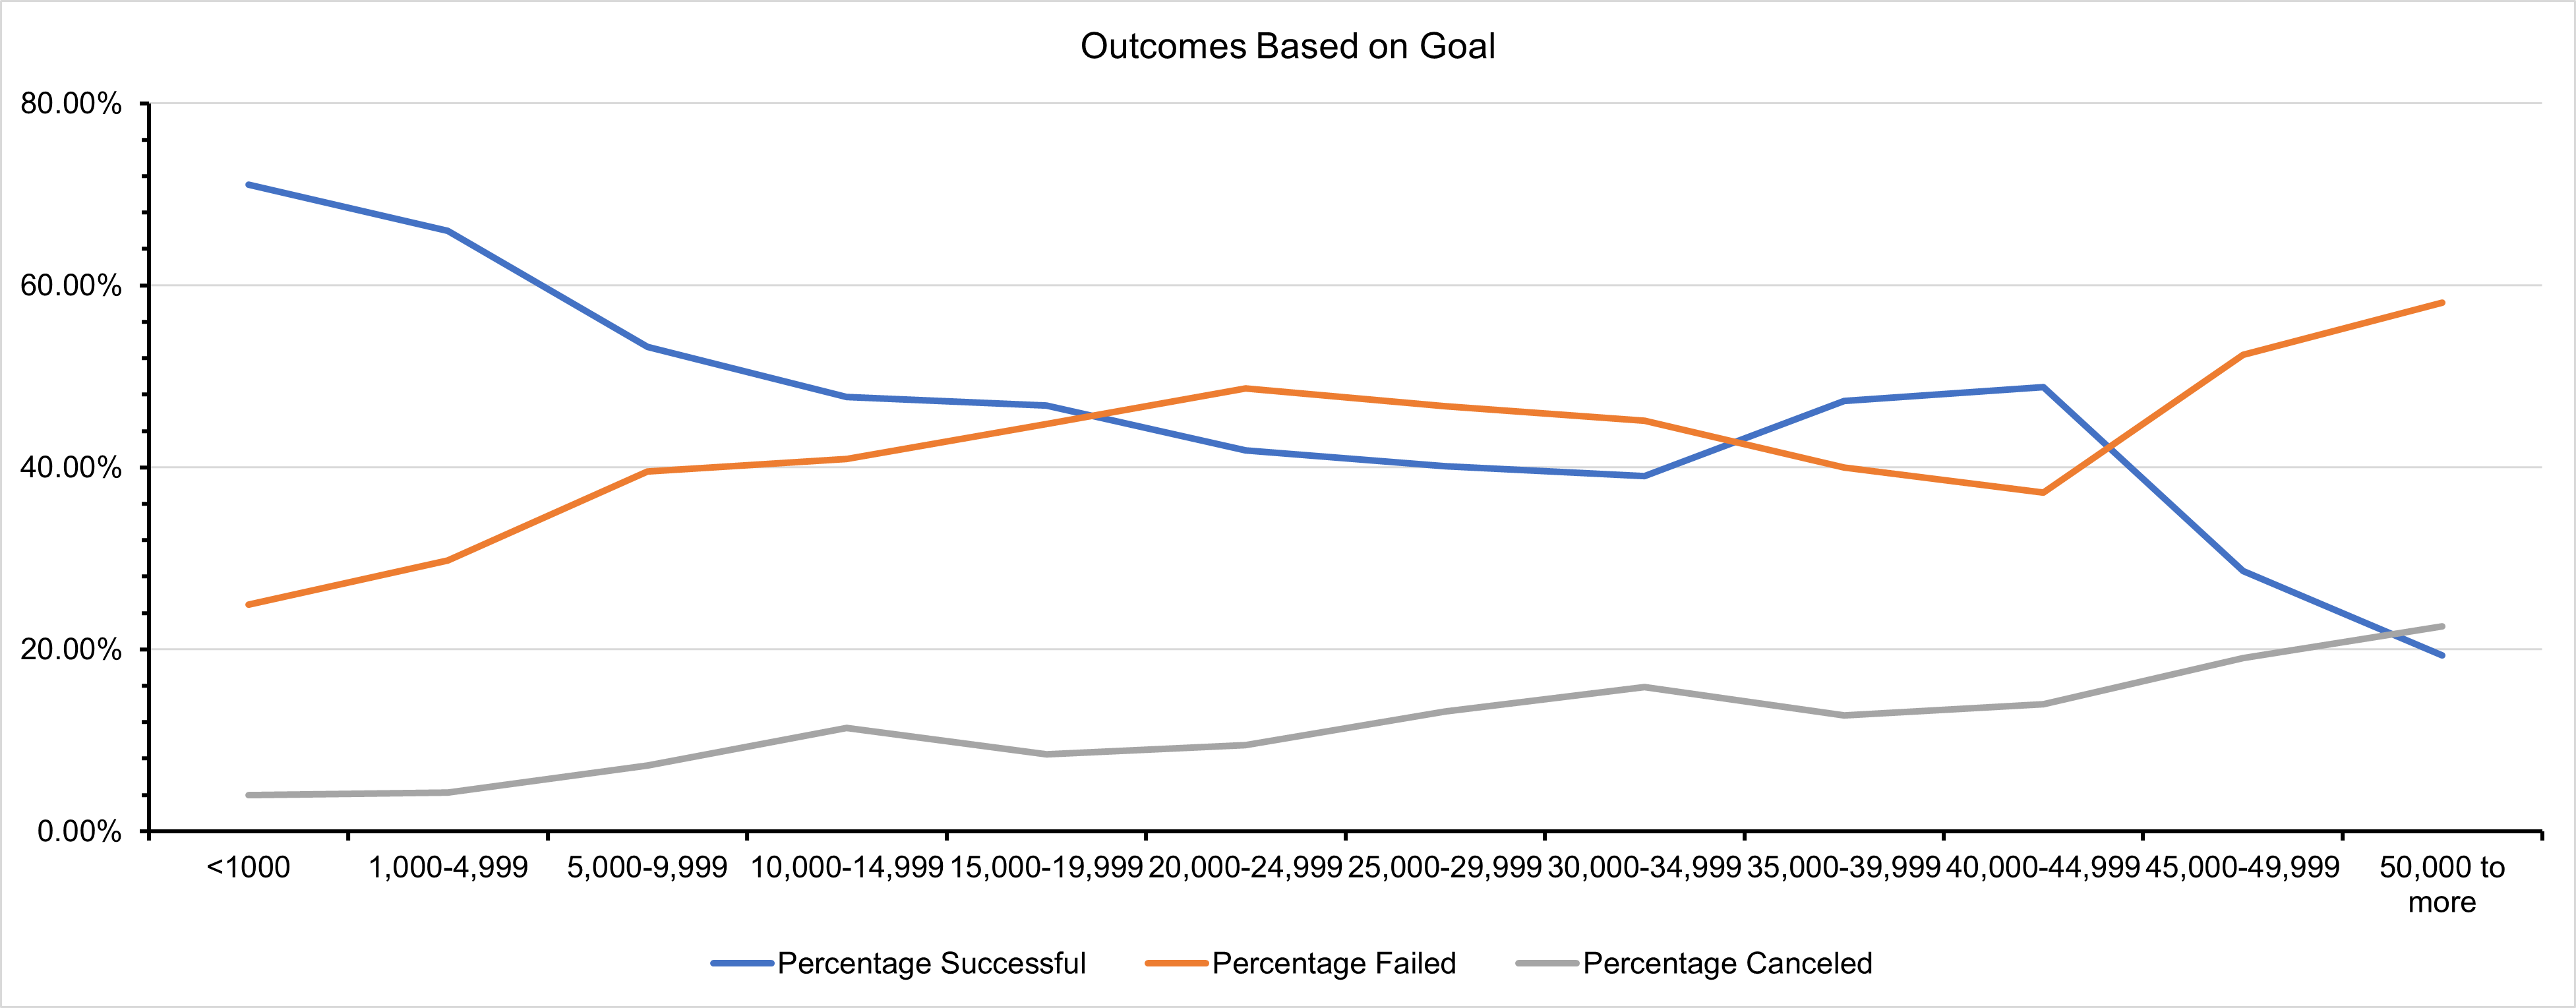 Outcomes Based on Goal
80.00%
60.00%
40.00%
20.00%
0.00%
<1000
1,000-4,999
5,000-9,999
10,000-14,999
15,000-19,999
20,000-24,999
25,000-29,999
30,000-34,999
35,000-39,999
40,000-44,999
45,000-49,999
50,000 to
more
Percentage Successful
Percentage Failed
Percentage Canceled